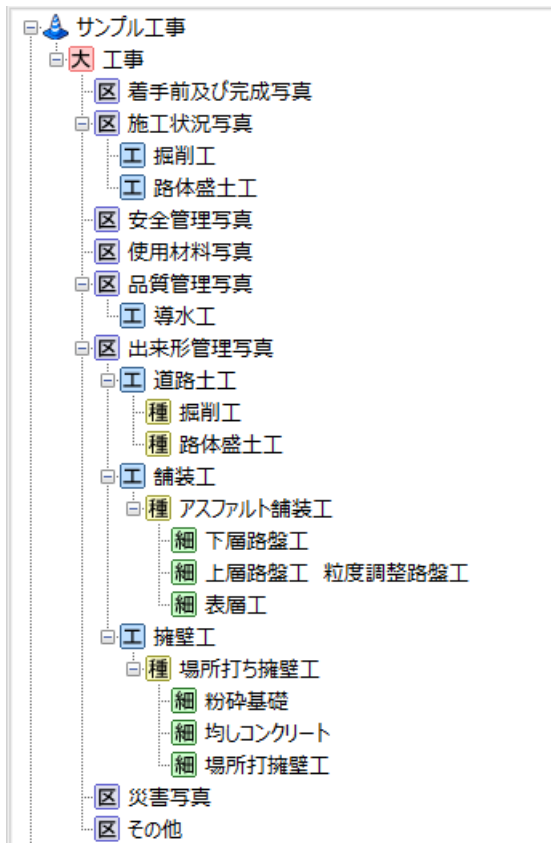 サンプル工事
大 工事
区 着手前及び完成写真
区 施工状況写真
工 掘削工
工 路体盛土工
区 安全管理写真
区 使用材料写真
区 品質管理写真
工 導水工
区 出来形管理写真
工 道路土工
種 掘削工
種 路体盛土工
工 舗装工
種 アスファルト舗装工
細 下層路盤工
細 上層路盤工　粒度調整路盤工
細 表層工
工 擁壁工
種 場所打ち擁壁工
細 粉砕基礎
細 均しコンクリート
細 場所打擁壁工
区 災害写真
区 その他